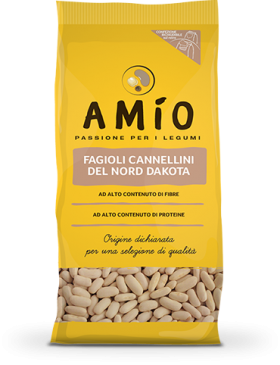 AMÍO
PASSIONE PER I LEGUMI
FAGIOLI CANNELLINI
DEL NORD DAKOTA
AD ALTO CONTENUTO DI FIBRE
AD ALTO CONTENUTO DI PROTEINE
Origine dichiarata
per una selezione di qualità